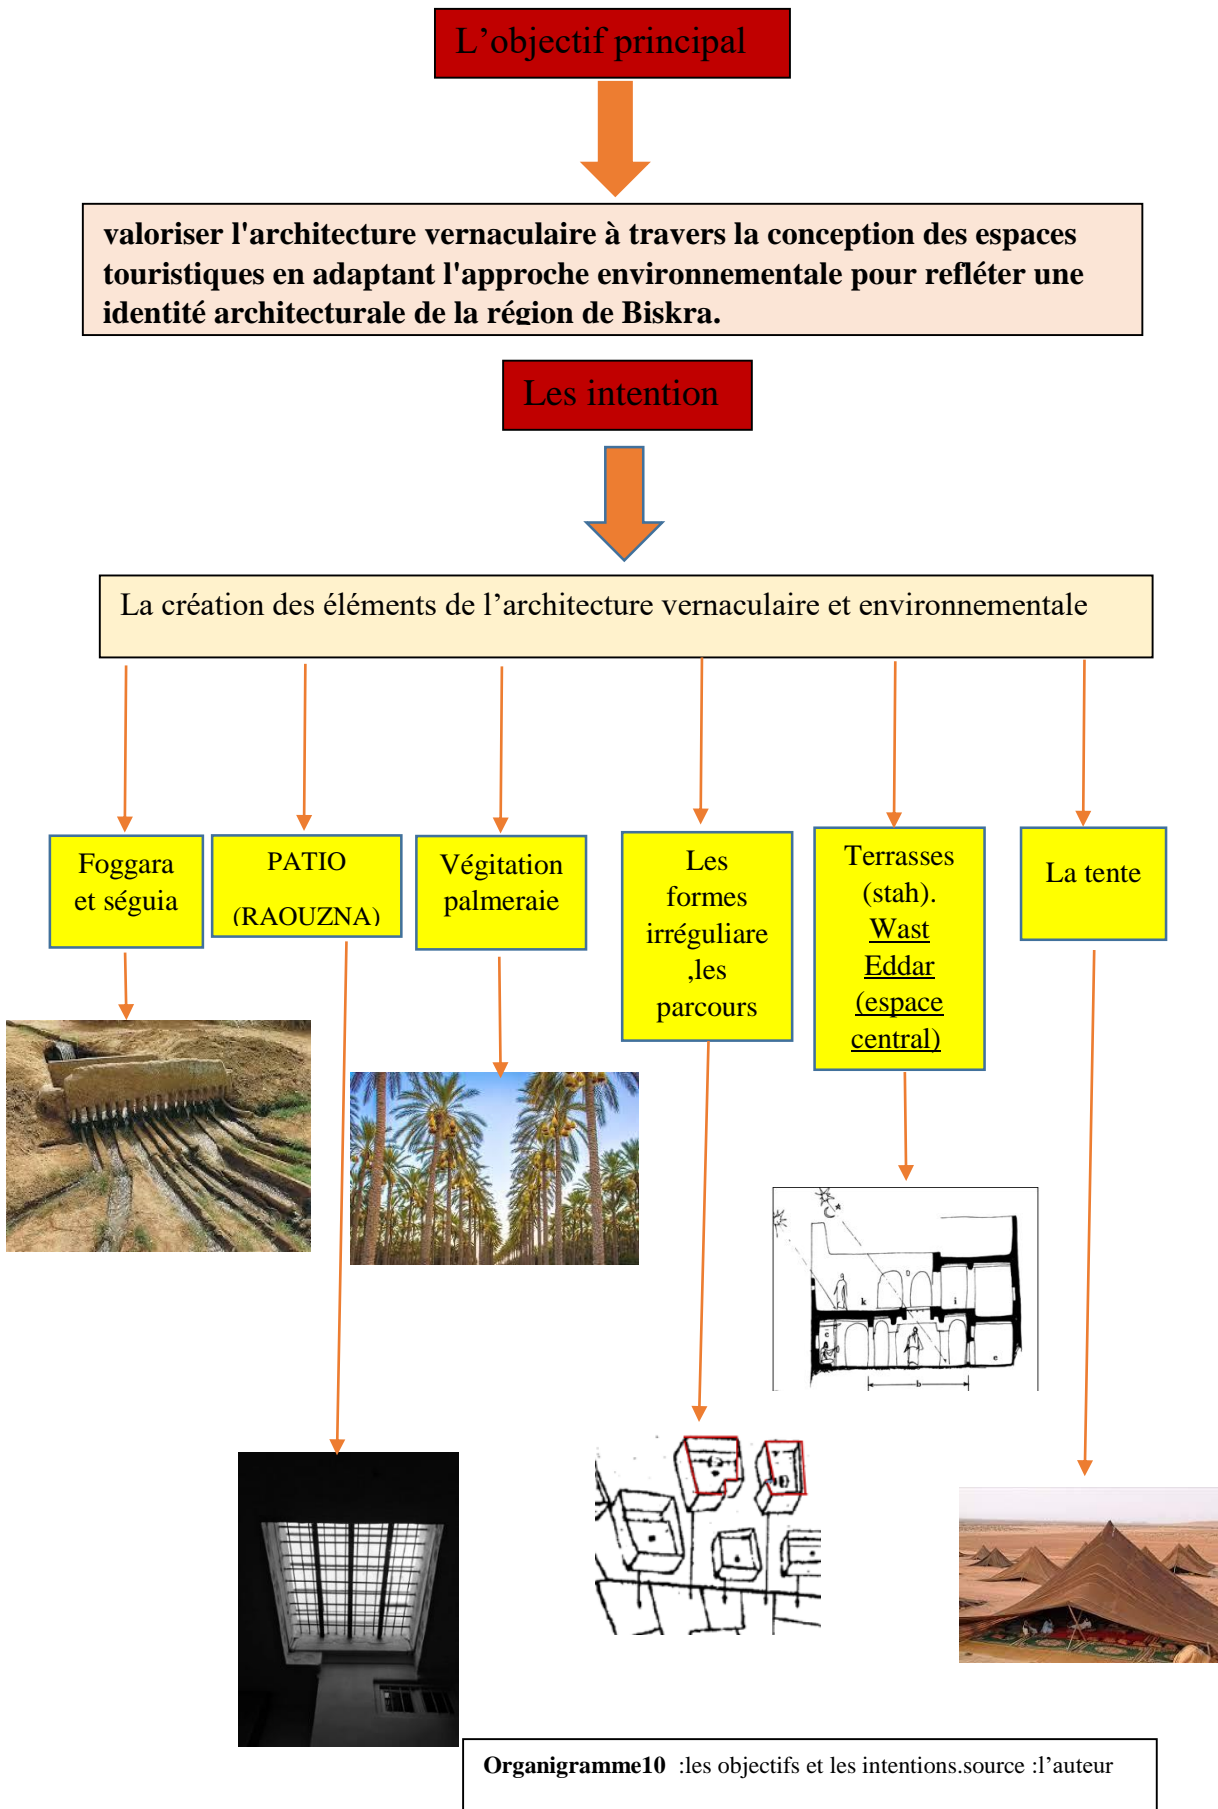 L’objectif principal
valoriser l'architecture vernaculaire à travers la conception des espaces
touristiques en adaptant l'approche environnementale pour refléter une
identité architecturale de la région de Biskra.
Les intention
La création des éléments de l’architecture vernaculaire et environnementale
Foggara
et séguia
PATIO
(RAOUZNA)
Végitation
palmeraie
Les
formes
irréguliare
,les
parcours
Terrasses
(stah).
Wast
Eddar
(espace
central)
La tente
k
i
c
e
b
Organigramme10 :les objectifs et les intentions.source :l’auteur